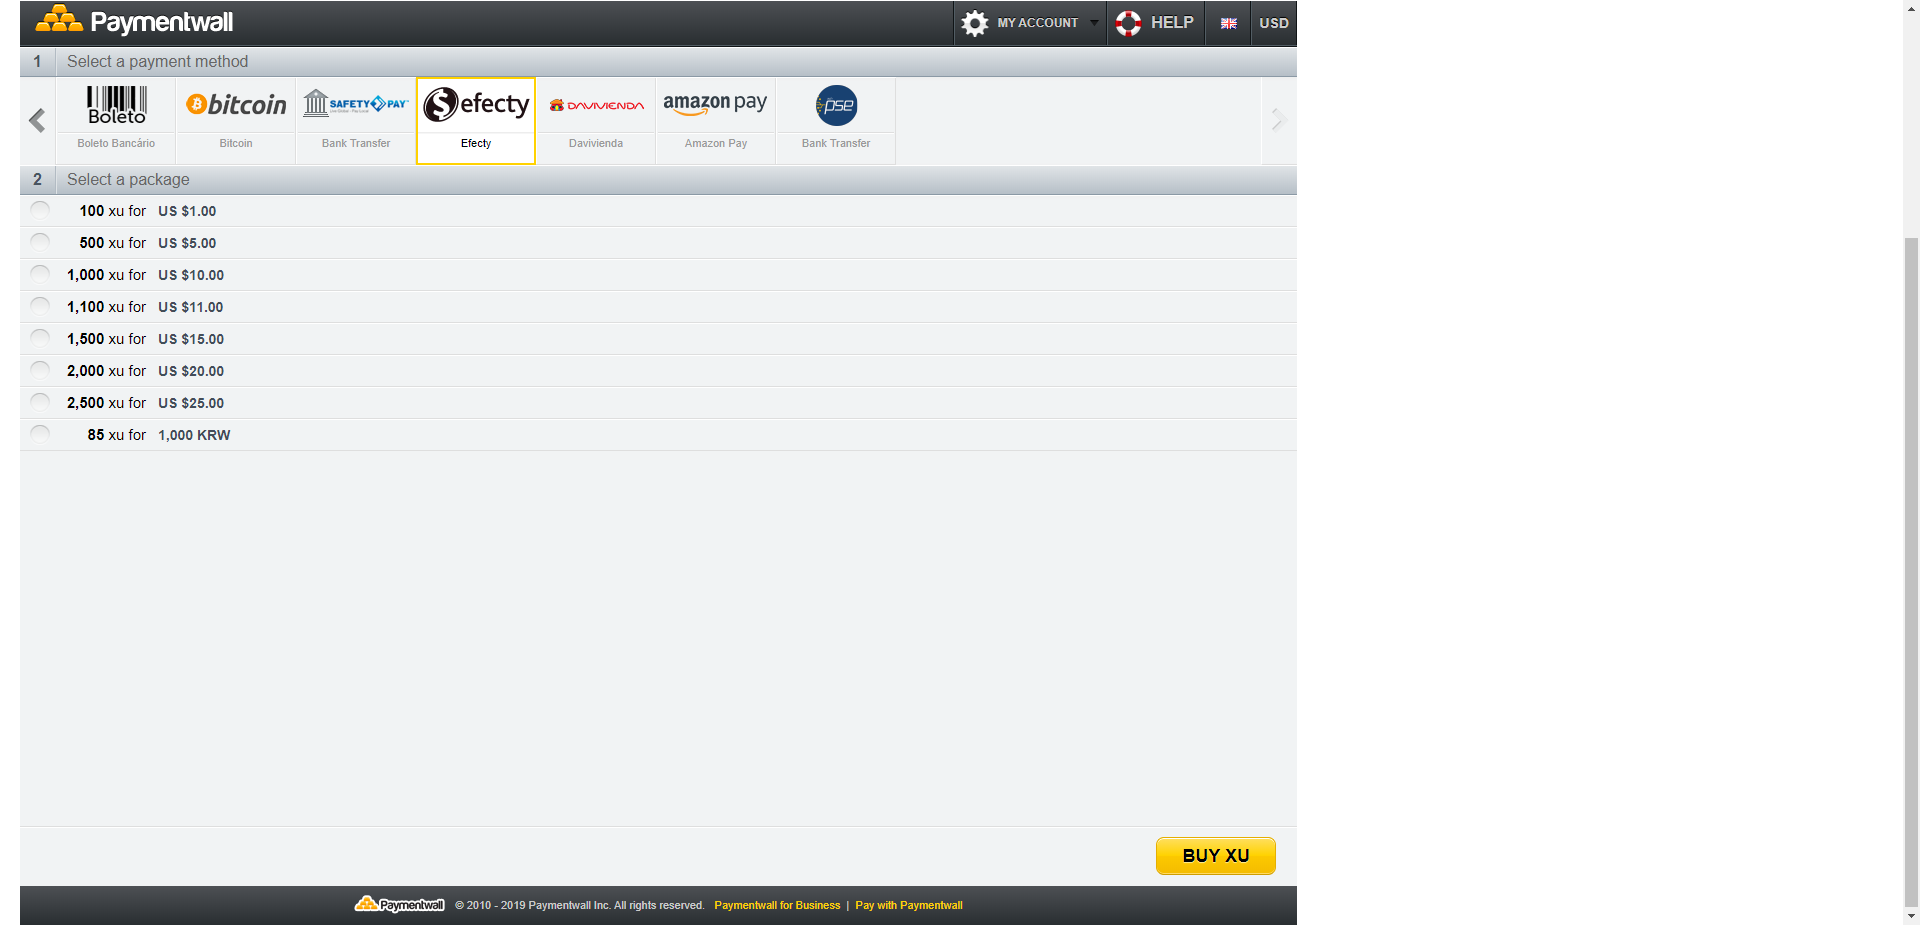 Paymentwall
MY ACCOUNT
HELP
USD
1 Select a payment method
Boleto
Boleto Bancário
bitcoin
Bitcoin
SAFETY PAY
Bank Transfer
$ efecty
Efecty
DAVIVIENDA
Davivienda
amazon pay
Amazon Pay
pse
Bank Transfer
2 Select a package
100 xu for US $1.00
500 xu for US $5.00
1,000 xu for US $10.00
1,100 xu for US $11.00
1,500 xu for US $15.00
2,000 xu for US $20.00
2,500 xu for US $25.00
85 xu for 1,000 KRW
BUY XU
Paymentwall © 2010 - 2019 Paymentwall Inc. All rights reserved. Paymentwall for Business | Pay with Paymentwall